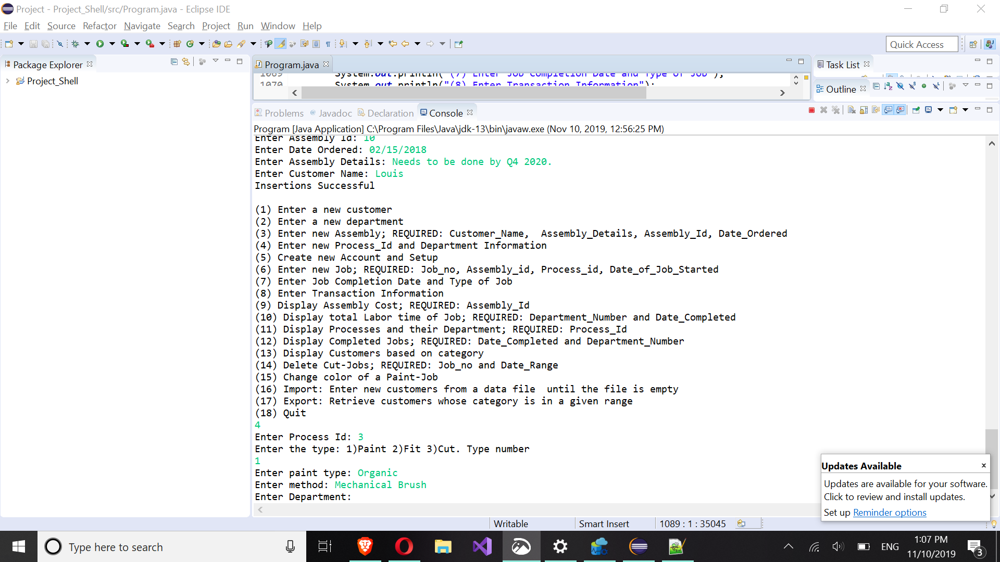 Project - Project_Shell/src/Program.java - Eclipse IDE
File Edit Source Refactor Navigate Search Project Run Window Help
Quick Access
Package Explorer
Project_Shell
Program.java
1069 System.out.println("(7) Enter Job Completion Date and Type of Job");
1070 System.out.println("(8) Enter Transaction Information");
Task List
Outline
Problems Javadoc Declaration Console
Program [Java Application] C:\Program Files\Java\jdk-13\bin\javaw.exe (Nov 10, 2019, 12:56:25 PM)
Enter Assembly Id: 10
Enter Date Ordered: 02/15/2018
Enter Assembly Details: Needs to be done by Q4 2020.
Enter Customer Name: Louis
Insertions Successful
(1) Enter a new customer
(2) Enter a new department
(3) Enter new Assembly; REQUIRED: Customer_Name,  Assembly_Details, Assembly_Id, Date_Ordered
(4) Enter new Process_Id and Department Information
(5) Create new Account and Setup
(6) Enter new Job; REQUIRED: Job_no, Assembly_id, Process_id, Date_of_Job_Started
(7) Enter Job Completion Date and Type of Job
(8) Enter Transaction Information
(9) Display Assembly Cost; REQUIRED: Assembly_Id
(10) Display total Labor time of Job; REQUIRED: Department_Number and Date_Completed
(11) Display Processes and their Department; REQUIRED: Process_Id
(12) Display Completed Jobs; REQUIRED: Date_Completed and Department_Number
(13) Display Customers based on category
(14) Delete Cut-Jobs; REQUIRED: Job_no and Date_Range
(15) Change color of a Paint-Job
(16) Import: Enter new customers from a data file  until the file is empty
(17) Export: Retrieve customers whose category is in a given range
(18) Quit
4
Enter Process Id: 3
Enter the type: 1)Paint 2)Fit 3)Cut. Type number
1
Enter paint type: Organic
Enter method: Mechanical Brush
Enter Department:
Updates Available
Updates are available for your software.
Click to review and install updates.
Set up Reminder options
Writable Smart Insert 1089 : 1 : 35045
Type here to search
ENG
1:07 PM
11/10/2019
3